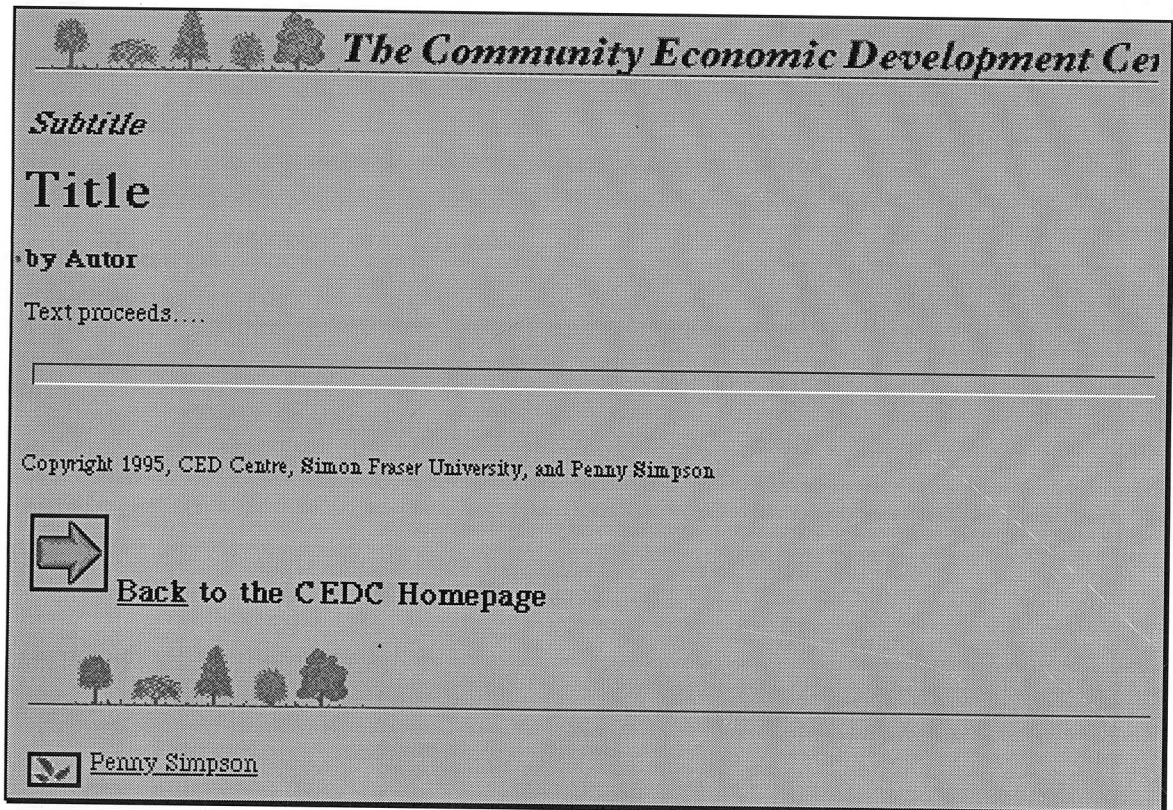 The Community Economic Development Cen
Subtitle
Title
by Autor
Text proceeds....
Copyright 1995, CED Centre, Simon Fraser University, and Penny Simpson
Back to the CEDC Homepage
Penny Simpson